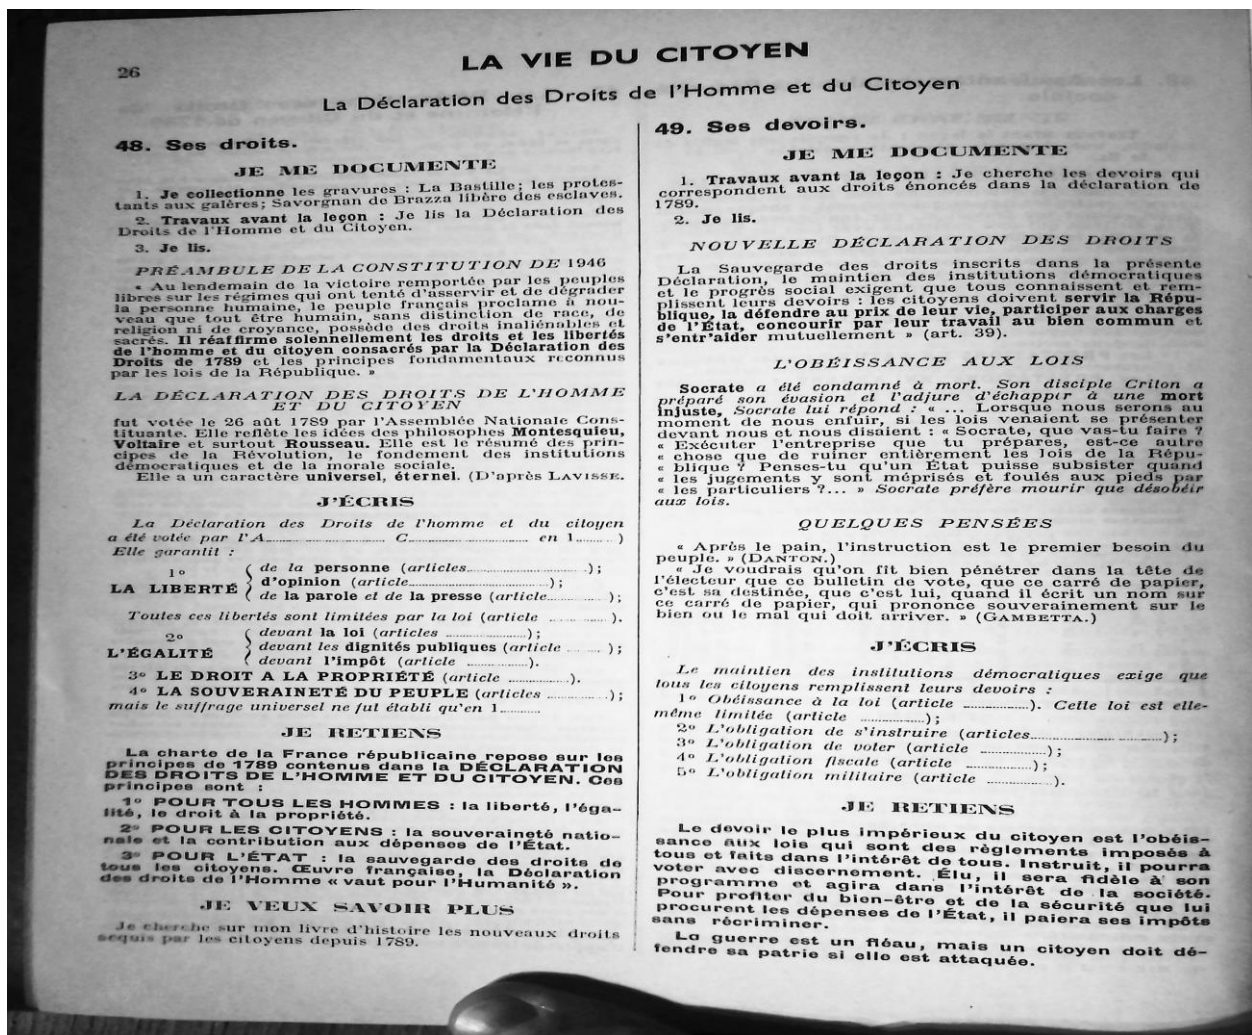 26
LA VIE DU CITOYEN
La Déclaration des Droits de l'Homme et du Citoyen
48. Ses droits.
JE ME DOCUMENTE
1. Je collectionne les gravures : La Bastille; les protes-
tants aux galères; Savorgnan de Brazza libère des esclaves.
2. Travaux avant la leçon : Je lis la Déclaration des
Droits de l'Homme et du Citoyen.
3. Je lis.
PRÉAMBULE DE LA CONSTITUTION DE 1946
« Au lendemain de la victoire remportée par les peuples
libres sur les régimes qui ont tenté d'asservir et de dégrader
la personne humaine, le peuple français proclame à nou-
veau que tout être humain, sans distinction de race, de
religion ni de croyance, possède des droits inaliénables et
sacrés. Il réaffirme solennellement les droits et les libertés
de l'homme et du citoyen consacrés par la Déclaration des
Droits de 1789 et les principes fondamentaux reconnus
par les lois de la République. »
LA DÉCLARATION DES DROITS DE L'HOMME
ET DU CITOYEN
fut votée le 26 août 1789 par l'Assemblée Nationale Cons-
tituante. Elle reflète les idées des philosophes Montesquieu,
Voltaire et surtout Rousseau. Elle est le résumé des prin-
cipes de la Révolution, le fondement des institutions
démocratiques et de la morale sociale.
Elle a un caractère universel, éternel. (D'après LAVISSE.
J'ÉCRIS
La Déclaration des Droits de l'homme et du citoyen
a été votée par l'A.......... C.......... en 1.......... )
Elle garantit :
1º
LA LIBERTÉ
de la personne (articles..........);
d'opinion (article..........);
de la parole et de la presse (article..........);
Toutes ces libertés sont limitées par la loi (article ..........).
2º
L'ÉGALITÉ
devant la loi (articles ..........);
devant les dignités publiques (article ..........);
devant l'impôt (article ..........).
3º LE DROIT A LA PROPRIÉTÉ (article ..........).
4º LA SOUVERAINETÉ DU PEUPLE (articles ..........);
mais le suffrage universel ne fut établi qu'en 1..........
JE RETIENS
La charte de la France républicaine repose sur les
principes de 1789 contenus dans la DÉCLARATION
DES DROITS DE L'HOMME ET DU CITOYEN. Ces
principes sont :
1º POUR TOUS LES HOMMES : la liberté, l'éga-
lité, le droit à la propriété.
2º POUR LES CITOYENS : la souveraineté natio-
nale et la contribution aux dépenses de l'État.
3º POUR L'ÉTAT : la sauvegarde des droits de
tous les citoyens. Œuvre française, la Déclaration
des droits de l'Homme « vaut pour l'Humanité ».
JE VEUX SAVOIR PLUS
Je cherche sur mon livre d'histoire les nouveaux droits
acquis par les citoyens depuis 1789.
49. Ses devoirs.
JE ME DOCUMENTE
1. Travaux avant la leçon : Je cherche les devoirs qui
correspondent aux droits énoncés dans la déclaration de
1789.
2. Je lis.
NOUVELLE DÉCLARATION DES DROITS
La Sauvegarde des droits inscrits dans la présente
Déclaration, le maintien des institutions démocratiques
et le progrès social exigent que tous connaissent et rem-
plissent leurs devoirs : les citoyens doivent servir la Répu-
blique, la défendre au prix de leur vie, participer aux charges
de l'État, concourir par leur travail au bien commun et
s'entr'aider mutuellement » (art. 39).
L'OBÉISSANCE AUX LOIS
Socrate a été condamné à mort. Son disciple Criton a
préparé son évasion et l'adjure d'échapper à une mort
injuste, Socrate lui répond : « ... Lorsque nous serons au
moment de nous enfuir, si les lois venaient se présenter
devant nous et nous disaient : « Socrate, que vas-tu faire ?
« Exécuter l'entreprise que tu prépares, est-ce autre
« chose que de ruiner entièrement les lois de la Répu-
« blique ? Penses-tu qu'un État puisse subsister quand
« les jugements y sont méprisés et foulés aux pieds par
« les particuliers ?... » Socrate préfère mourir que désobéir
aux lois.
QUELQUES PENSÉES
« Après le pain, l'instruction est le premier besoin du
peuple. » (DANTON.)
« Je voudrais qu'on fît bien pénétrer dans la tête de
l'électeur que ce bulletin de vote, que ce carré de papier,
c'est sa destinée, que c'est lui, quand il écrit un nom sur
ce carré de papier, qui prononce souverainement sur le
bien ou le mal qui doit arriver. » (GAMBETTA.)
J'ÉCRIS
Le maintien des institutions démocratiques exige que
tous les citoyens remplissent leurs devoirs :
1º Obéissance à la loi (article ..........). Cette loi est elle-
même limitée (article ..........);
2º L'obligation de s'instruire (articles..........);
3º L'obligation de voter (article ..........);
4º L'obligation fiscale (article ..........);
5º L'obligation militaire (article ..........).
JE RETIENS
Le devoir le plus impérieux du citoyen est l'obéis-
sance aux lois qui sont des règlements imposés à
tous et faits dans l'intérêt de tous. Instruit, il pourra
voter avec discernement. Élu, il sera fidèle à son
programme et agira dans l'intérêt de la société.
Pour profiter du bien-être et de la sécurité que lui
procurent les dépenses de l'État, il paiera ses impôts
sans récriminer.
La guerre est un fléau, mais un citoyen doit dé-
fendre sa patrie si elle est attaquée.